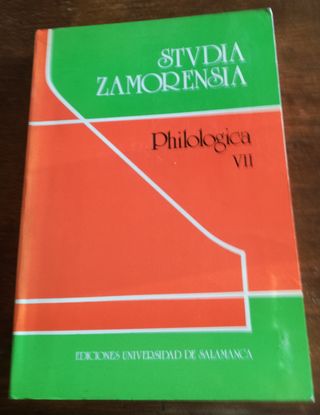 STVDIA
ZAMORENSIA
Philologica
VII
EDICIONES UNIVERSIDAD DE SALAMANCA